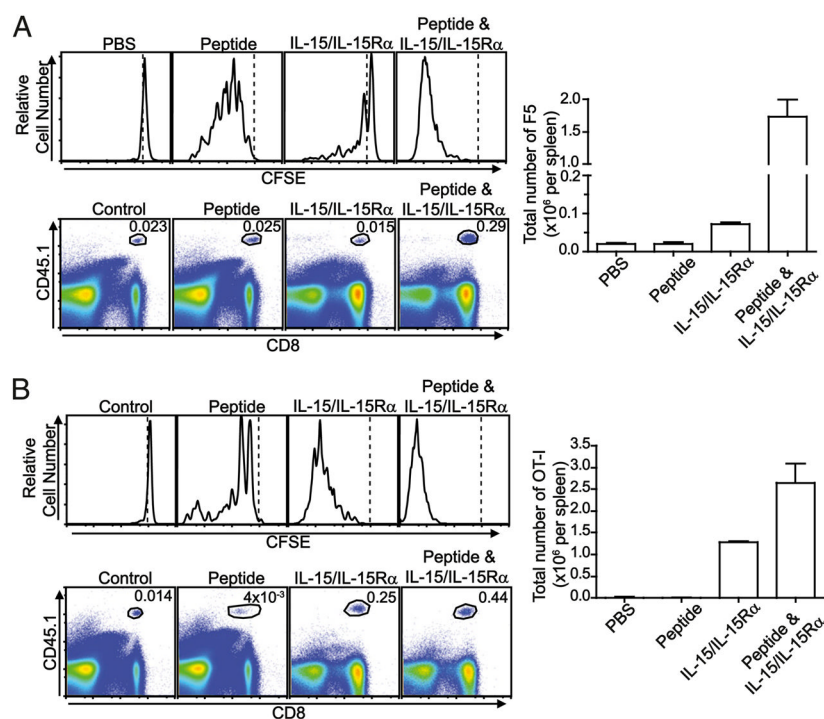 A
PBS
Peptide
IL-15/IL-15Rα
Peptide &
IL-15/IL-15Rα
Relative
Cell Number
CFSE
Control
Peptide
IL-15/IL-15Rα
Peptide &
IL-15/IL-15Rα
0.023
0.025
0.015
0.29
CD45.1
CD8
Total number of F5
(x10⁶ per spleen)
2.0
1.5
1.0
0.2
0.1
0.0
PBS
Peptide
IL-15/IL-15Rα
Peptide &
IL-15/IL-15Rα
B
Control
Peptide
IL-15/IL-15Rα
Peptide &
IL-15/IL-15Rα
Relative
Cell Number
CFSE
Control
Peptide
IL-15/IL-15Rα
Peptide &
IL-15/IL-15Rα
0.014
4x10⁻³
0.25
0.44
CD45.1
CD8
Total number of OT-I
(x10⁶ per spleen)
3.5
3.0
2.5
2.0
1.5
1.0
0.5
0.0
PBS
Peptide
IL-15/IL-15Rα
Peptide &
IL-15/IL-15Rα